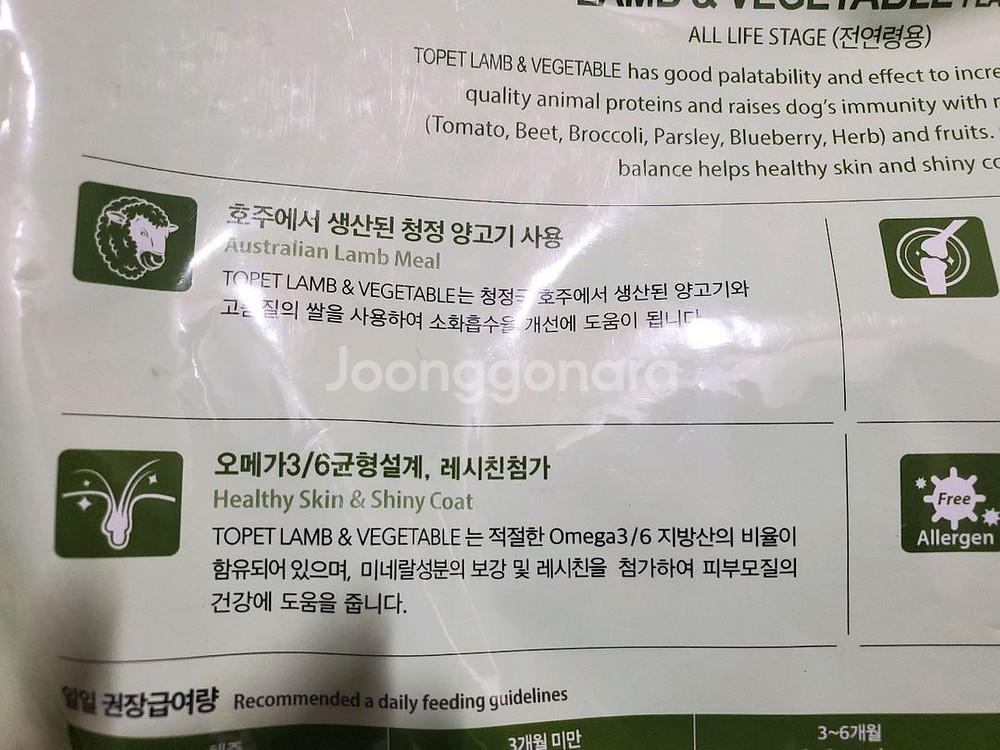 LAMB & VEGETABLE
ALL LIFE STAGE (전연령용)
TOPET LAMB & VEGETABLE has good palatability and effect to incre
quality animal proteins and raises dog's immunity with
(Tomato, Beet, Broccoli, Parsley, Blueberry, Herb) and fruits.
balance helps healthy skin and shiny co
호주에서 생산된 청정 양고기 사용
Australian Lamb Meal
TOPET LAMB & VEGETABLE는 청정국 호주에서 생산된 양고기와
고품질의 쌀을 사용하여 소화흡수율 개선에 도움이 됩니다.
Joonggonara
오메가3/6균형설계, 레시친첨가
Healthy Skin & Shiny Coat
TOPET LAMB & VEGETABLE 는 적절한 Omega3/6 지방산의 비율이
함유되어 있으며, 미네랄성분의 보강 및 레시친을 첨가하여 피부모질의
건강에 도움을 줍니다.
Free
Allergen
일일 권장급여량 Recommended a daily feeding guidelines
체중 3개월 미만 3~6개월